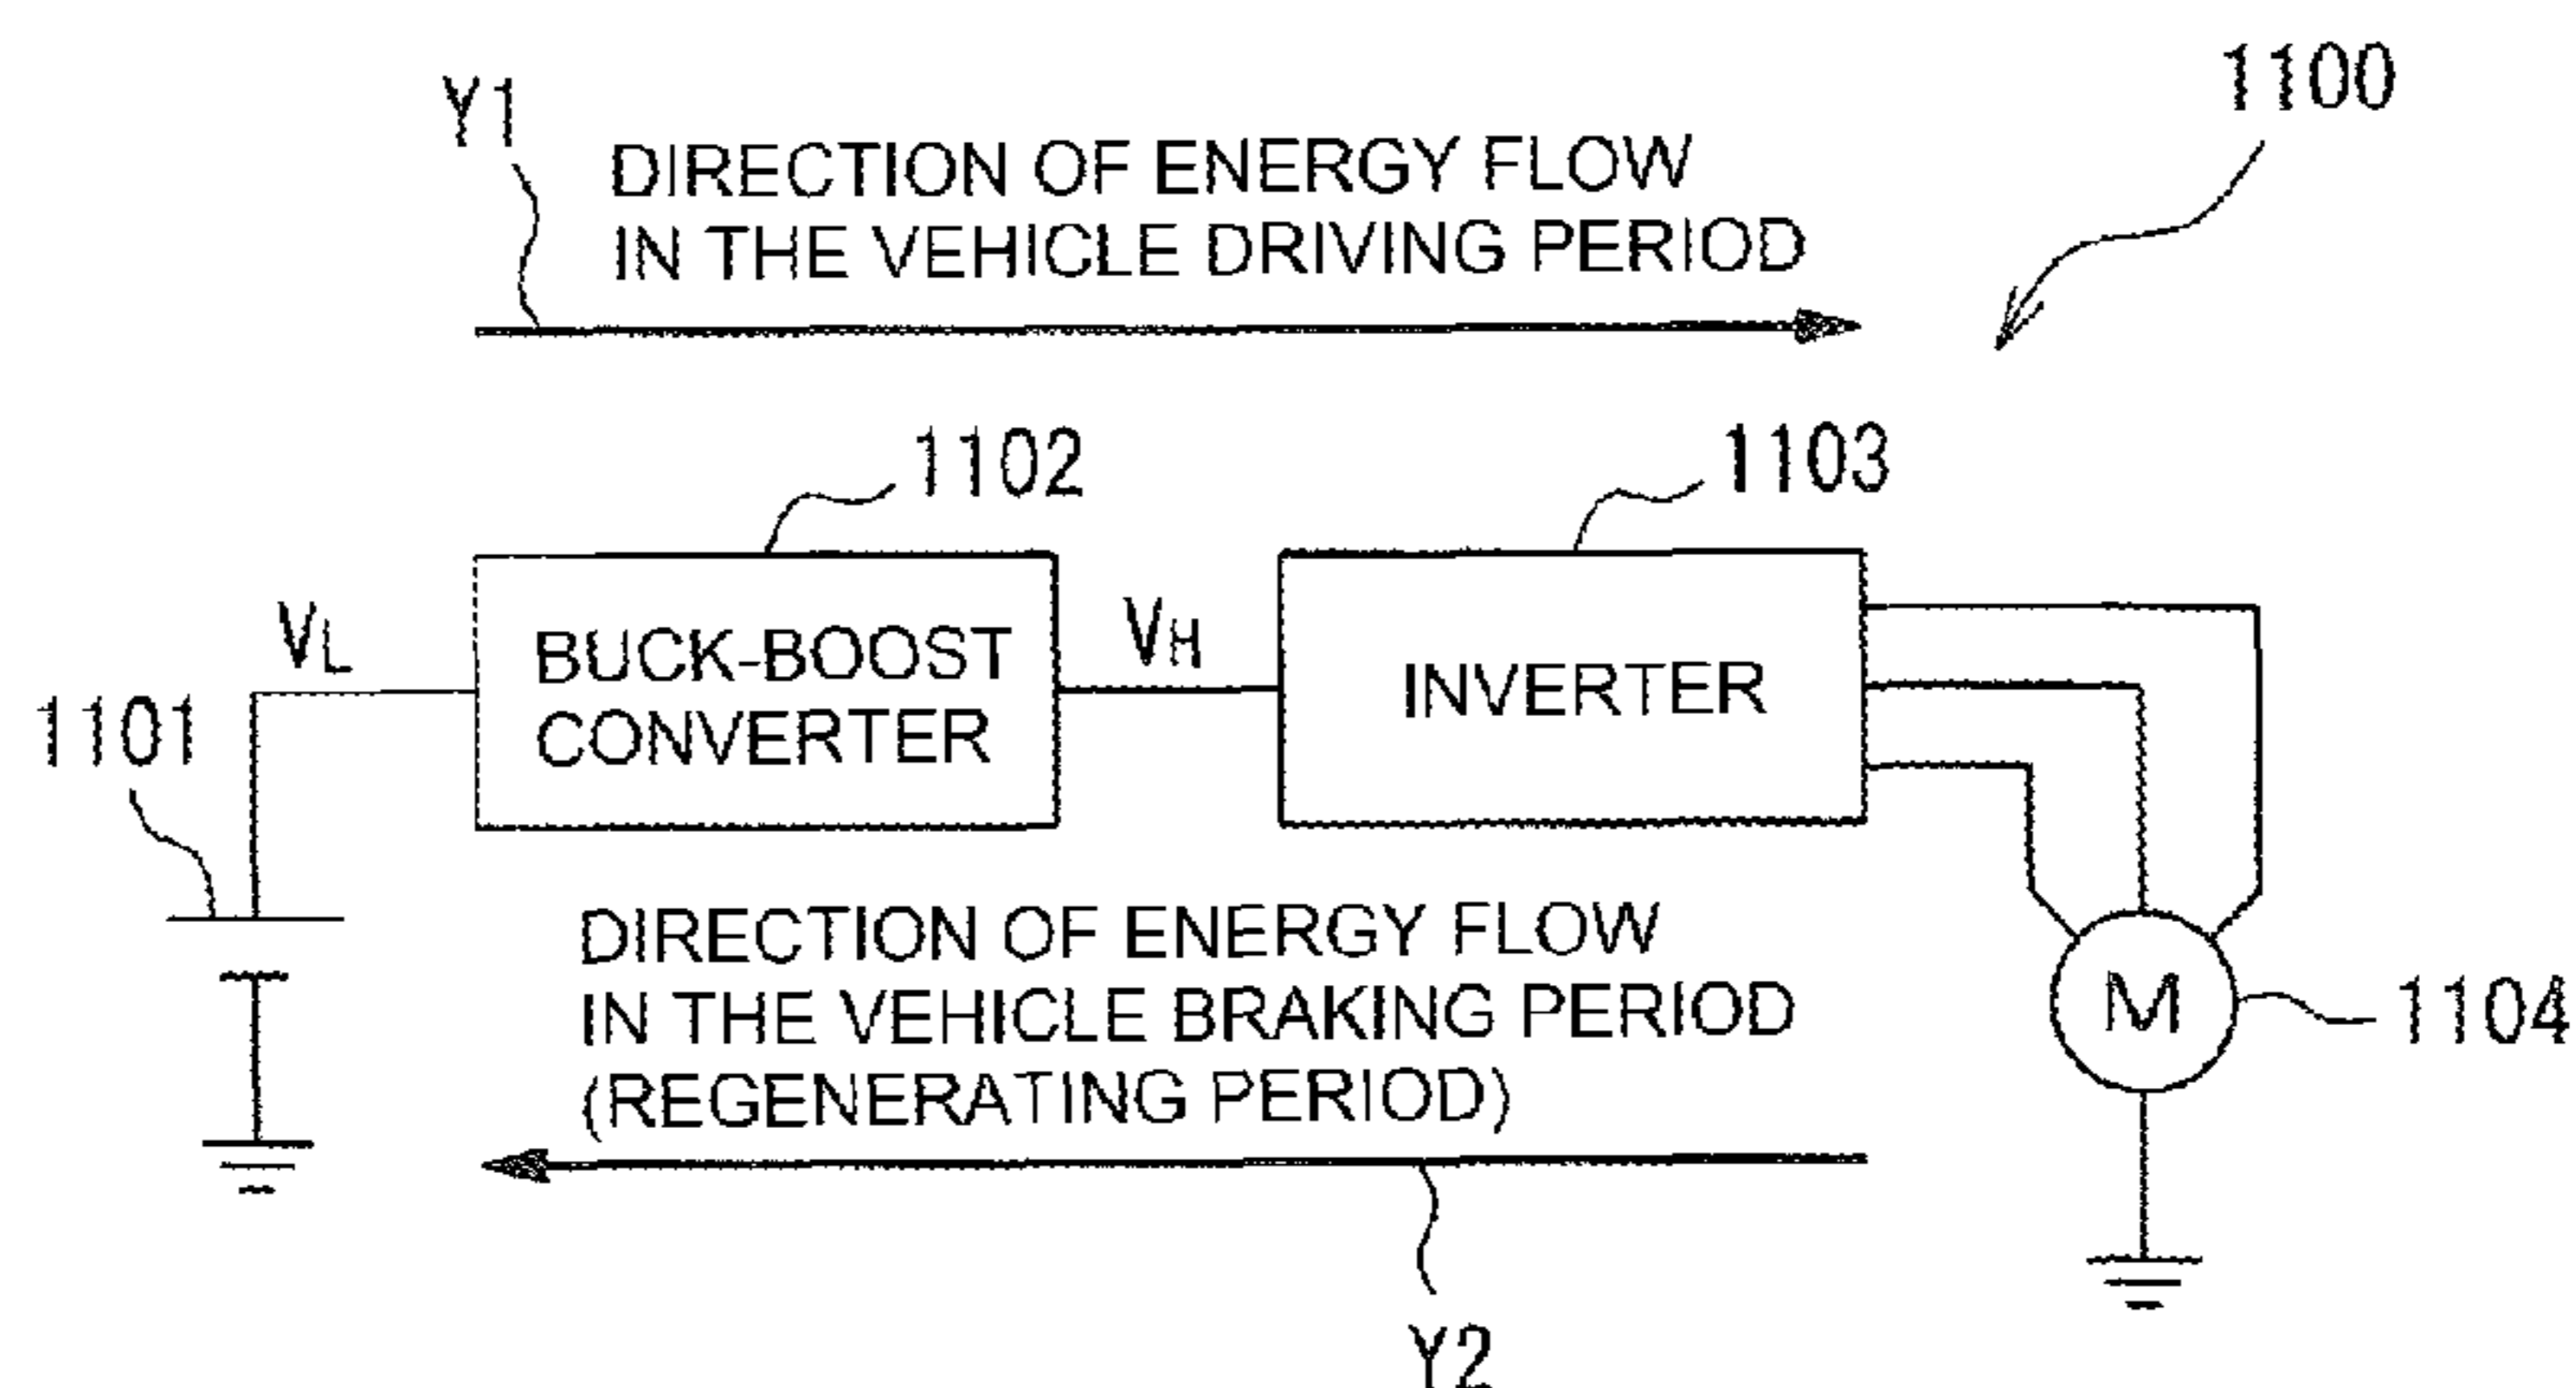 Y1
1100
DIRECTION OF ENERGY FLOW
IN THE VEHICLE DRIVING PERIOD
1102
1103
VL
VH
BUCK-BOOST
CONVERTER
INVERTER
1101
DIRECTION OF ENERGY FLOW
IN THE VEHICLE BRAKING PERIOD
(REGENERATING PERIOD)
M
1104
Y2